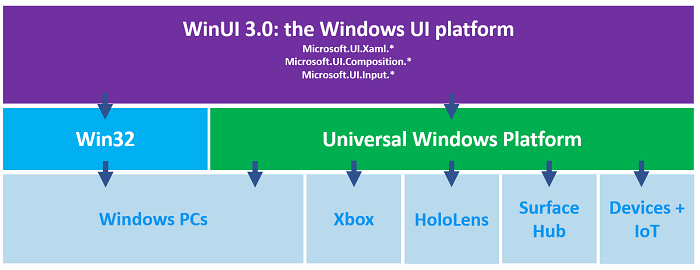 WinUI 3.0: the Windows UI platform
Microsoft.UI.Xaml.*
Microsoft.UI.Composition.*
Microsoft.UI.Input.*
Win32
Universal Windows Platform
Windows PCs
Xbox
HoloLens
Surface
Hub
Devices +
IoT